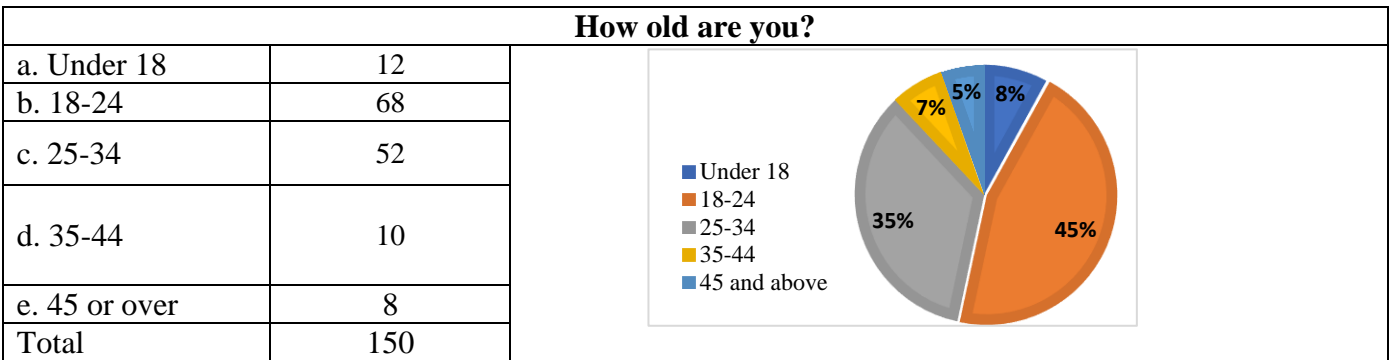 How old are you?
a. Under 18 12
b. 18-24 68
c. 25-34 52
d. 35-44 10
e. 45 or over 8
Total 150
5% 8%
7%
35%
45%
Under 18
18-24
25-34
35-44
45 and above